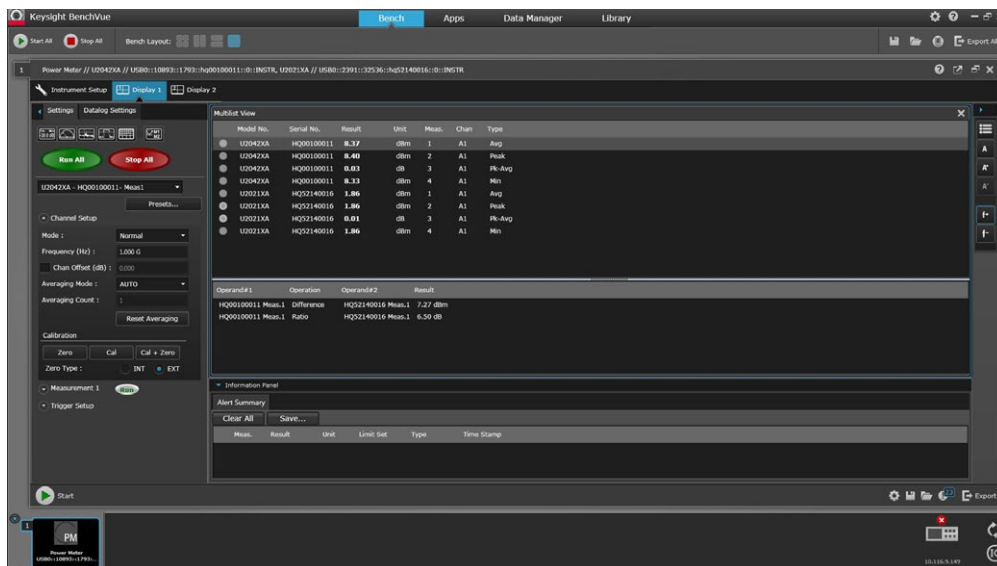 Keysight BenchVue
Bench Apps Data Manager Library
Start All Stop All Bench Layout: Export All
1 Power Meter // U2042XA // USB0::10893::1793::hq00100011::0::INSTR, U2021XA // USB0::2391::32536::hq52140016::0::INSTR
Instrument Setup Display 1 Display 2
Settings Datalog Settings
Run All Stop All
U2042XA - HQ00100011- Meas1
Presets...
Channel Setup
Mode : Normal
Frequency (Hz) : 1.000 G
Chan Offset (dB) : 0.000
Averaging Mode : AUTO
Averaging Count : 1
Reset Averaging
Calibration
Zero Cal Cal + Zero
Zero Type : INT EXT
Measurement 1 Run
Trigger Setup
Multilist View
Model No. Serial No. Result Unit Meas. Chan Type
U2042XA HQ00100011 8.37 dBm 1 A1 Avg
U2042XA HQ00100011 8.40 dBm 2 A1 Peak
U2042XA HQ00100011 0.03 dB 3 A1 Pk-Avg
U2042XA HQ00100011 8.33 dBm 4 A1 Min
U2021XA HQ52140016 1.86 dBm 1 A1 Avg
U2021XA HQ52140016 1.86 dBm 2 A1 Peak
U2021XA HQ52140016 0.01 dB 3 A1 Pk-Avg
U2021XA HQ52140016 1.86 dBm 4 A1 Min
Operand#1 Operation Operand#2 Result
HQ00100011 Meas.1 Difference HQ52140016 Meas.1 7.27 dBm
HQ00100011 Meas.1 Ratio HQ52140016 Meas.1 6.50 dB
Information Panel
Alert Summary
Clear All Save...
Meas. Result Unit Limit Set Type Time Stamp
A
A
A
f+
f-
Start Export
1
PM
Power Meter
USB0::10893::1793::...
10.116.9.149